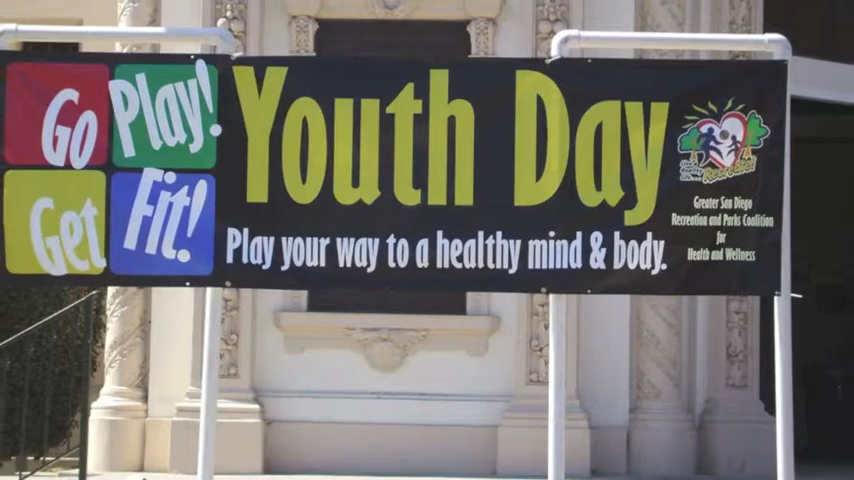 Go Play!
Get Fit!
Youth Day
Play your way to a healthy mind & body.
Recreate!
Greater San Diego
Recreation and Parks Coalition
for
Health and Wellness